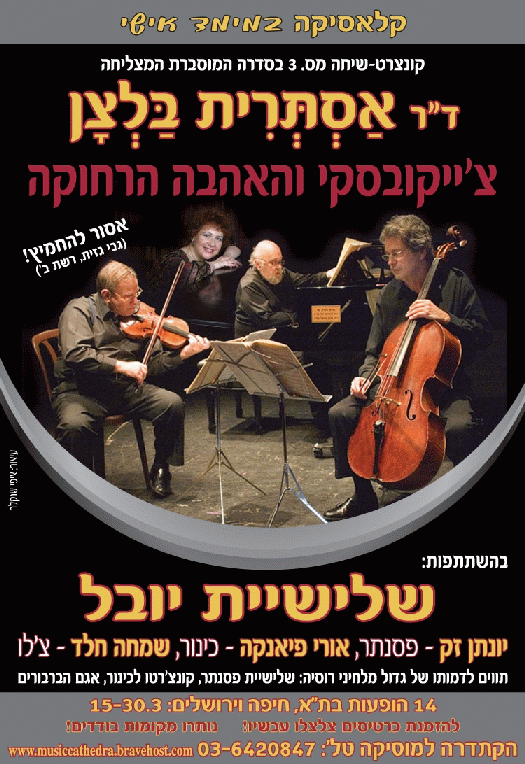 קלאסיקה במימד אישי
קונצרט-שיחה מס. 3 בסדרה המוסברת המצליחה
ד"ר אַסְתְּרִית בַּלְצָן
צ'ייקובסקי והאהבה הרחוקה
אסור להחמיץ!
(גבי גזית, רשת ב')
בהשתתפות:
שלישיית יובל
יונתן זק - פסנתר, אורי פיאנקה - כינור, שמחה חלד - צ'לו
תווים לדמותו של גדול מלחיני רוסיה: שלישיית פסנתר, קונצ'רטו לכינור, אגם הברבורים
14 הופעות בת"א, חיפה וירושלים: 15-30.3
להזמנת כרטיסים צלצלו עכשיו! נותרו מקומות בודדים!
הקתדרה למוסיקה טל': 03-6420847 www.musiccathedra.bravehost.com